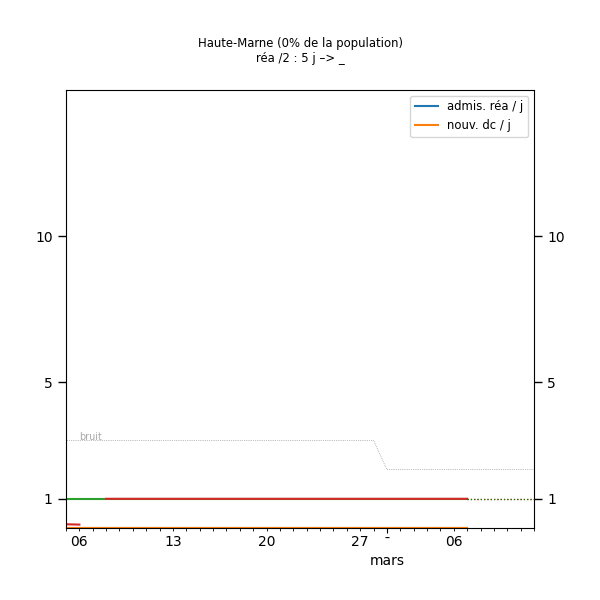 Haute-Marne (0% de la population)
réa /2 : 5 j –> _
admis. réa / j
nouv. dc / j
10 10
5 5
bruit
1 1
06 13 20 27 - 06
mars